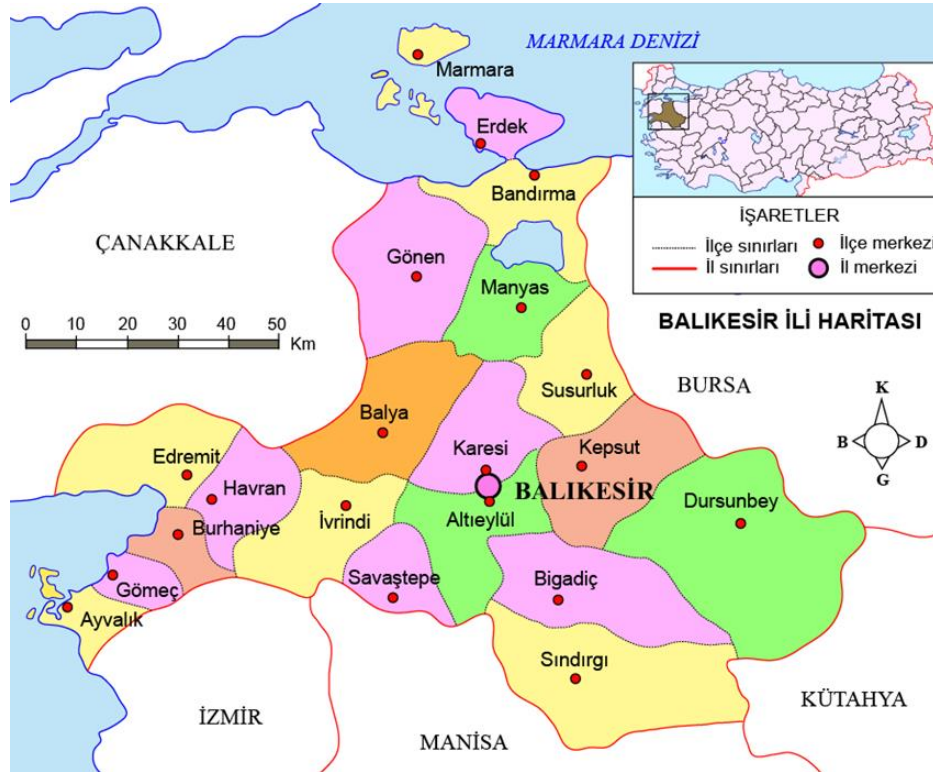 MARMARA DENİZİ
Marmara
Erdek
Bandırma
ÇANAKKALE
Gönen
Manyas
İŞARETLER
İlçe sınırları
İlçe merkezi
İl sınırları
İl merkezi
BALIKESİR İLİ HARİTASI
0 10 20 30 40 50
Km
Susurluk
BURSA
Balya
Karesi
Kepsut
K
B
D
G
Edremit
Havran
BALIKESİR
Dursunbey
İvrindi
Altıeylül
Burhaniye
Savaştepe
Bigadiç
Gömeç
Ayvalık
Sındırgı
KÜTAHYA
İZMİR
MANİSA